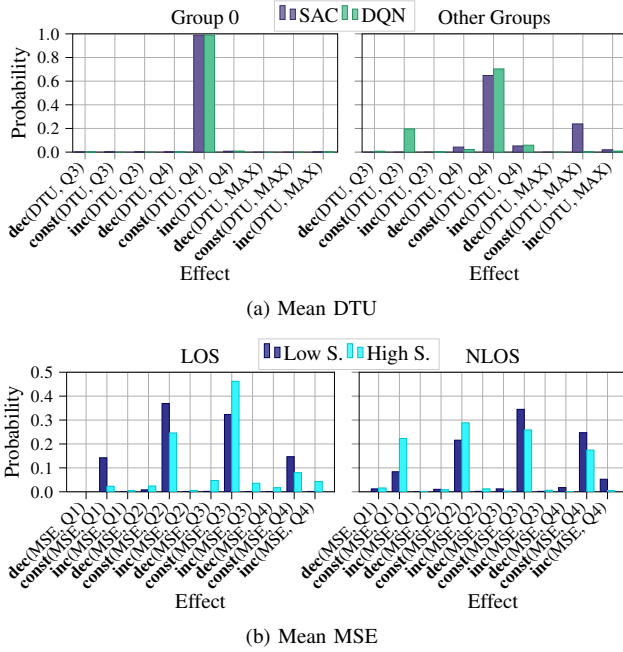 Group 0
SAC DQN
Other Groups
Probability
1.0
0.8
0.6
0.4
0.2
0.0
dec(DTU, Q3)
const(DTU, Q3)
inc(DTU, Q3)
dec(DTU, Q4)
const(DTU, Q4)
inc(DTU, Q4)
dec(DTU, MAX)
const(DTU, MAX)
inc(DTU, MAX)
dec(DTU, Q3)
const(DTU, Q3)
inc(DTU, Q3)
dec(DTU, Q4)
const(DTU, Q4)
inc(DTU, Q4)
dec(DTU, MAX)
const(DTU, MAX)
inc(DTU, MAX)
Effect
Effect
(a) Mean DTU
LOS
Low S. High S.
NLOS
Probability
0.5
0.4
0.3
0.2
0.1
0.0
dec(MSE, Q1)
const(MSE, Q1)
inc(MSE, Q1)
dec(MSE, Q2)
const(MSE, Q2)
inc(MSE, Q2)
dec(MSE, Q3)
const(MSE, Q3)
inc(MSE, Q3)
dec(MSE, Q4)
const(MSE, Q4)
inc(MSE, Q4)
dec(MSE, Q1)
const(MSE, Q1)
inc(MSE, Q1)
dec(MSE, Q2)
const(MSE, Q2)
inc(MSE, Q2)
dec(MSE, Q3)
const(MSE, Q3)
inc(MSE, Q3)
dec(MSE, Q4)
const(MSE, Q4)
inc(MSE, Q4)
Effect
Effect
(b) Mean MSE